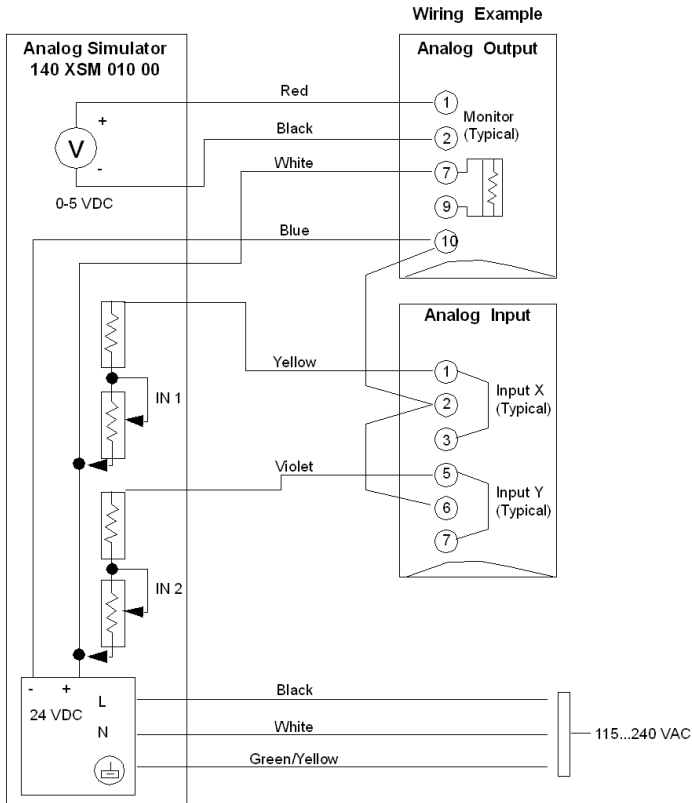 Wiring Example
Analog Simulator
140 XSM 010 00
Analog Output
Red
1
+
Monitor
(Typical)
V
Black
2
-
White
7
0-5 VDC
9
Blue
10
Analog Input
Yellow
1
IN 1
Input X
(Typical)
2
3
Violet
5
Input Y
(Typical)
6
7
IN 2
- +
24 VDC
L
Black
N
White
115...240 VAC
Green/Yellow